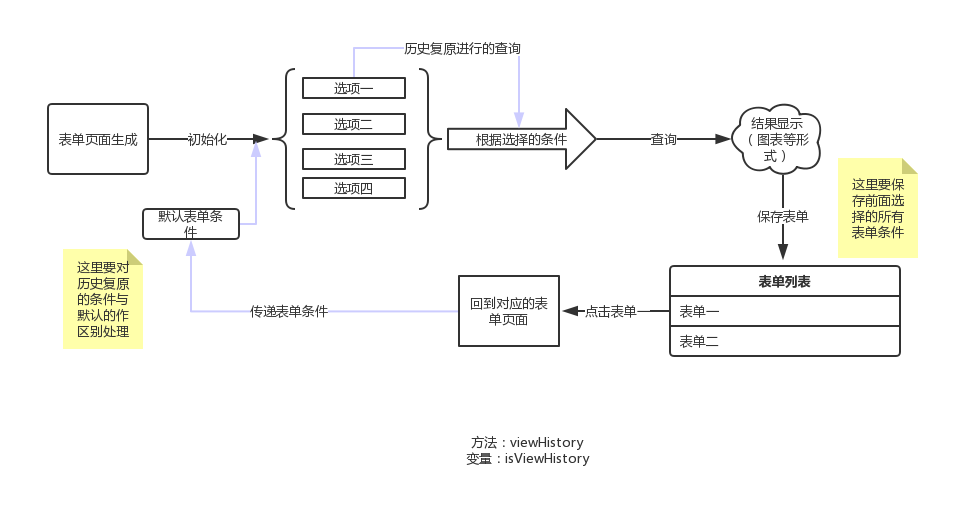 历史复原进行的查询
表单页面生成
初始化
选项一
选项二
选项三
选项四
根据选择的条件
查询
结果显示
（图表等形
式）
这里要保
存前面选
择的所有
表单条件
保存表单
默认表单条
件
这里要对
历史复原
的条件与
默认的作
区别处理
传递表单条件
回到对应的表
单页面
点击表单一
表单列表
表单一
表单二
方法：viewHistory
变量：isViewHistory